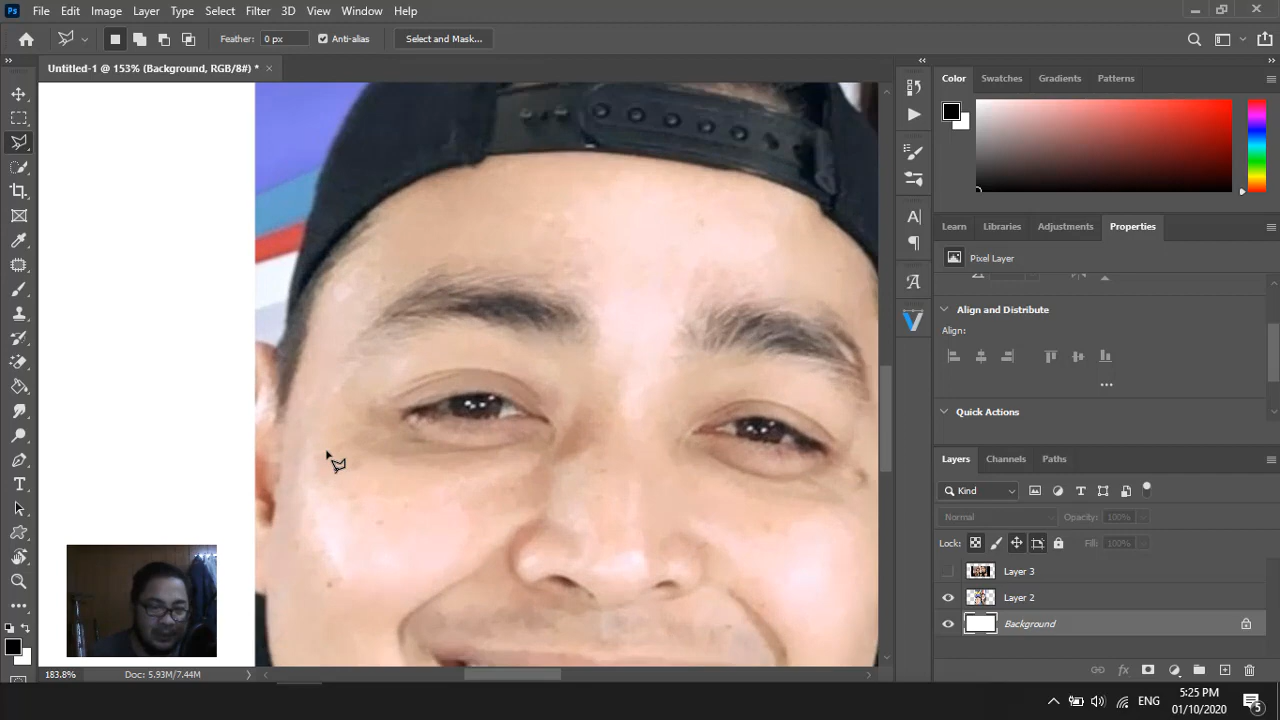 Ps File Edit Image Layer Type Select Filter 3D View Window Help
Feather: 0 px Anti-alias Select and Mask...
Untitled-1 @ 153% (Background, RGB/8#) *
Color Swatches Gradients Patterns
Learn Libraries Adjustments Properties
Pixel Layer
Align and Distribute
Align:
Quick Actions
Layers Channels Paths
Kind
Normal Opacity: 100%
Lock: Fill: 100%
Layer 3
Layer 2
Background
183.8% Doc: 5.93M/7.44M
ENG 5:25 PM
01/10/2020 5